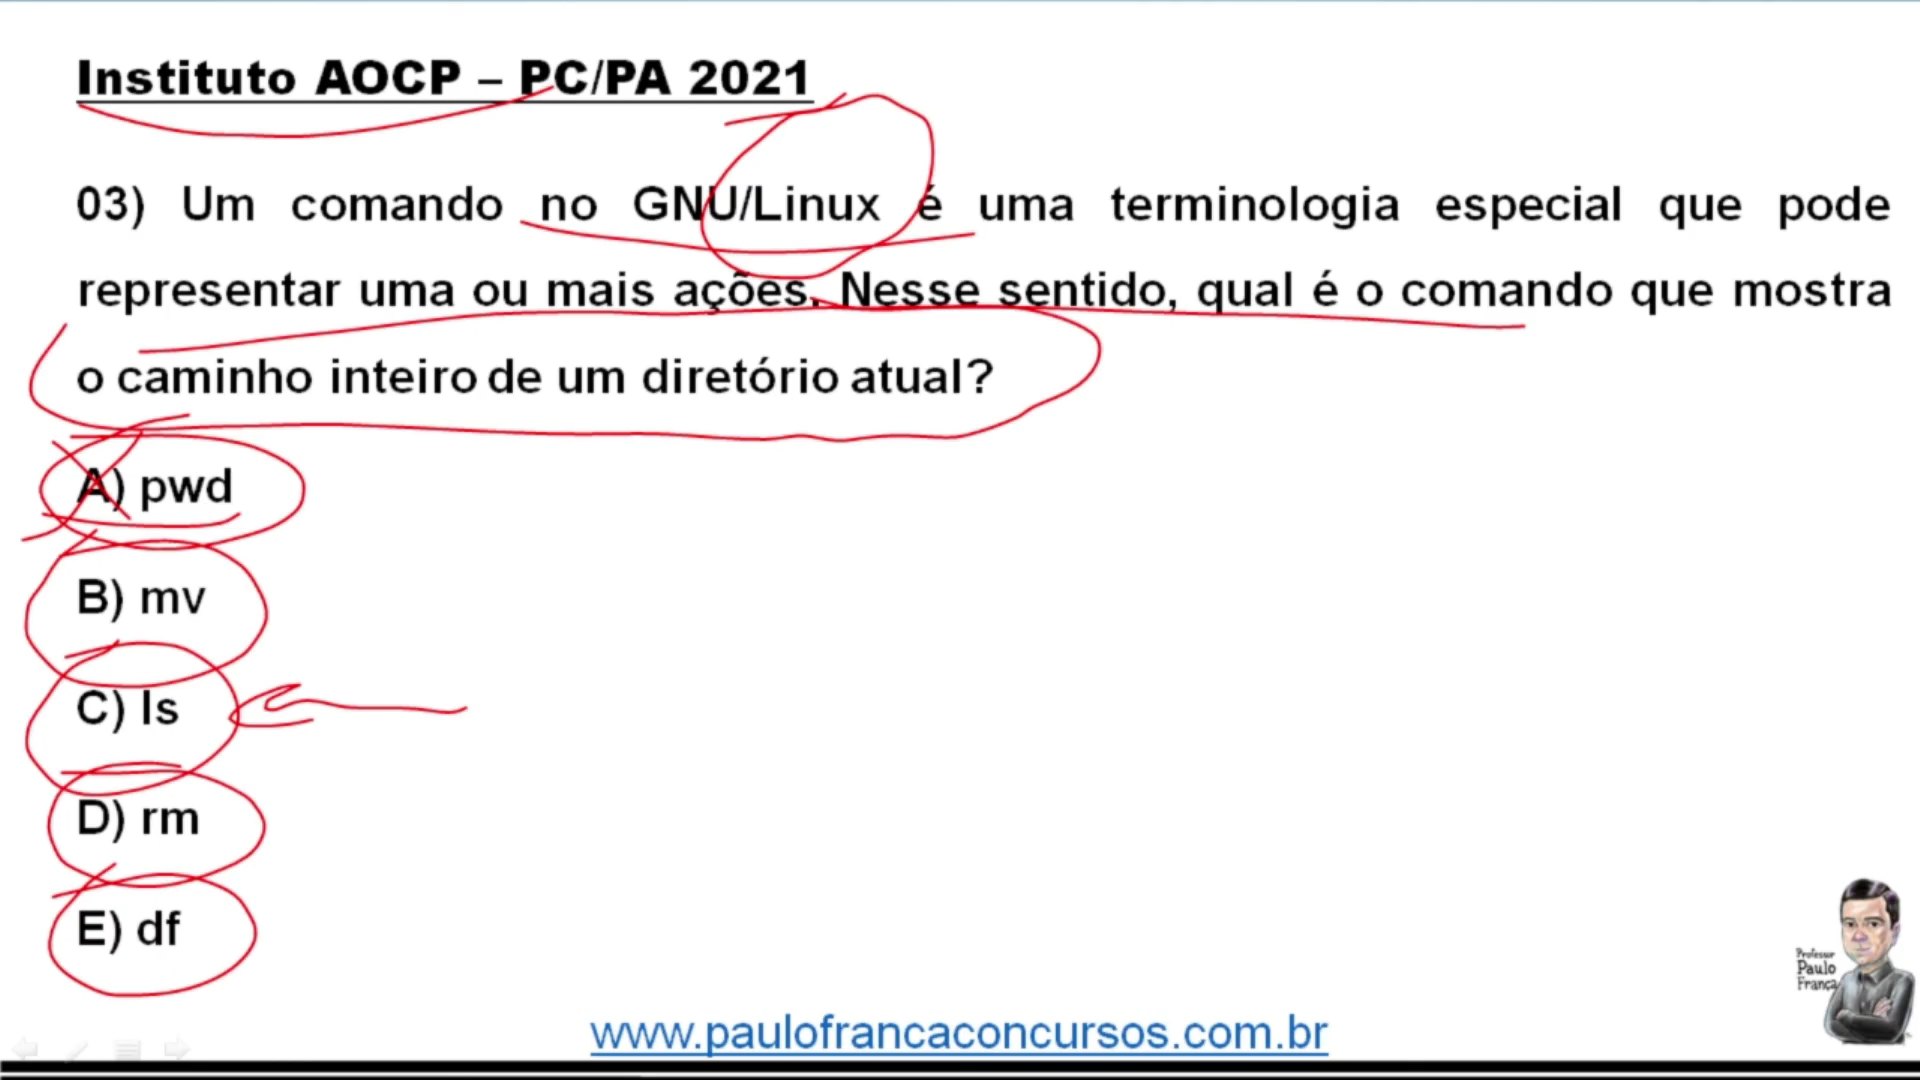 Instituto AOCP – PC/PA 2021
03) Um comando no GNU/Linux é uma terminologia especial que pode
representar uma ou mais ações. Nesse sentido, qual é o comando que mostra
o caminho inteiro de um diretório atual?
A) pwd
B) mv
C) ls
D) rm
E) df
Professor
Paulo
França
www.paulofrancaconcursos.com.br